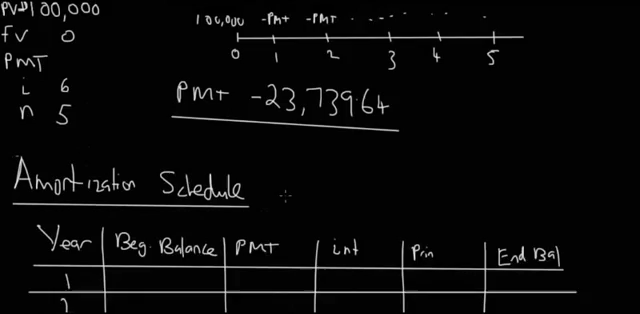 PV $100,000
fv 0
PMT
i 6
n 5
100,000 -PMT -PMT . . . . . . . . .
0 1 2 3 4 5
PMT -23,739.64
Amortization Schedule
Year Beg. Balance PMT int Prin End Bal
1
2